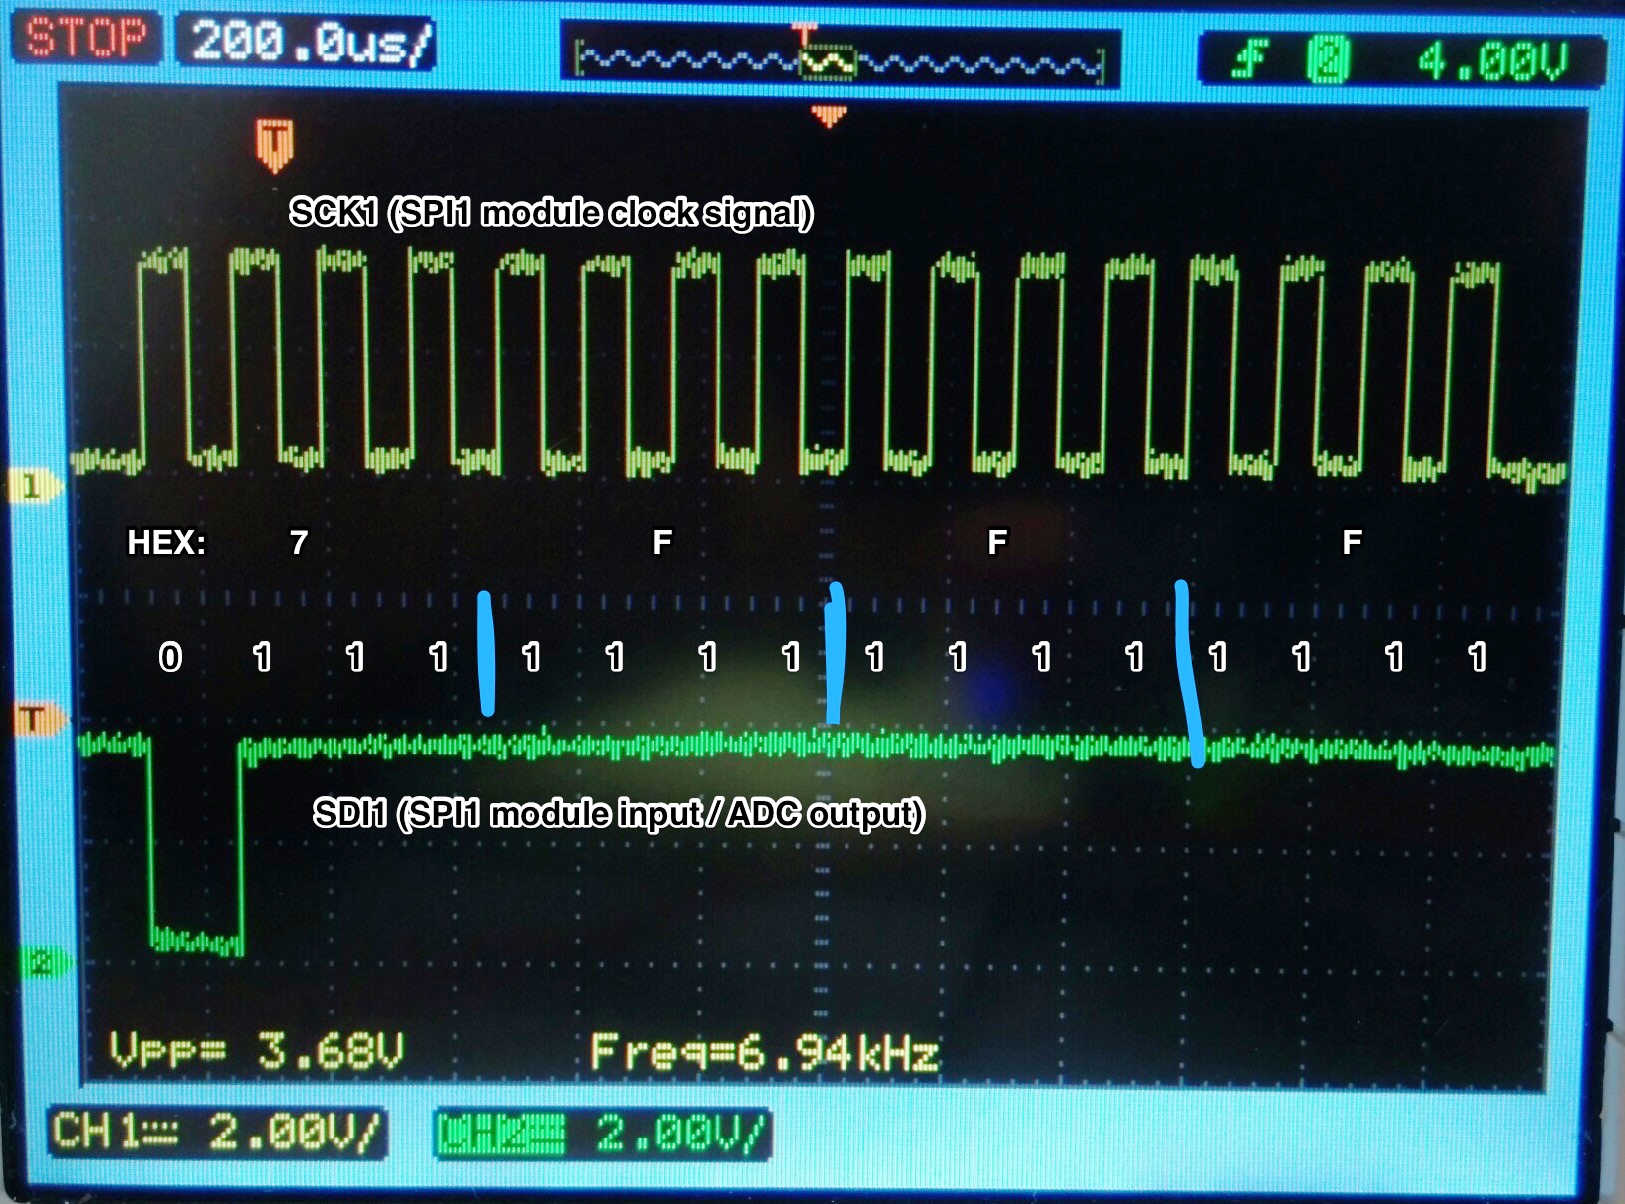 STOP 200.0us/ T 2 4.00V
T
SCK1 (SPI1 module clock signal)
1
HEX: 7 F F F
0 1 1 1 1 1 1 1 1 1 1 1 1 1 1 1
T
SDI1 (SPI1 module input / ADC output)
2
Vpp= 3.68V Freq=6.94kHz
CH1 2.00V/ CH2 2.00V/